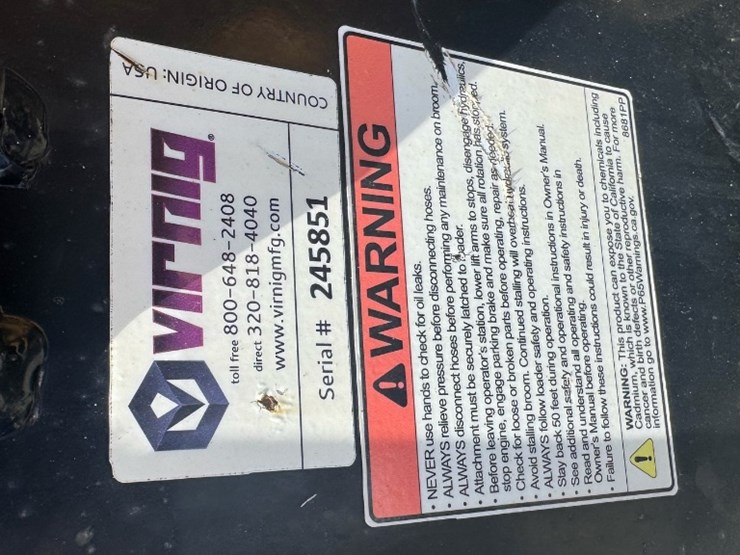 VIRNIG®
toll free 800-648-2408
direct 320-818-4040
www.virnigmfg.com
Serial # 245851
COUNTRY OF ORIGIN: USA
WARNING
• NEVER use hands to check for oil leaks.
• ALWAYS relieve pressure before disconnecting hoses.
• ALWAYS disconnect hoses before performing any maintenance on broom.
• Attachment must be securely latched to loader.
• Before leaving operator's station, lower lift arms to stops, disengage hydraulics,
stop engine, engage parking brake and make sure all rotation has stopped.
• Check for loose or broken parts before operating, repair as needed.
• Avoid stalling broom. Continued stalling will overheat hydraulic system.
• ALWAYS follow loader safety and operating instructions.
• Stay back 50 feet during operation.
• See additional safety and operational instructions in Owner's Manual.
• Read and understand all operating and safety instructions in
Owner's Manual before operating.
• Failure to follow these instructions could result in injury or death.
WARNING: This product can expose you to chemicals including
Cadmium, which is known to the State of California to cause
cancer and birth defects or other reproductive harm. For more
information go to www.P65Warnings.ca.gov.
8681PP